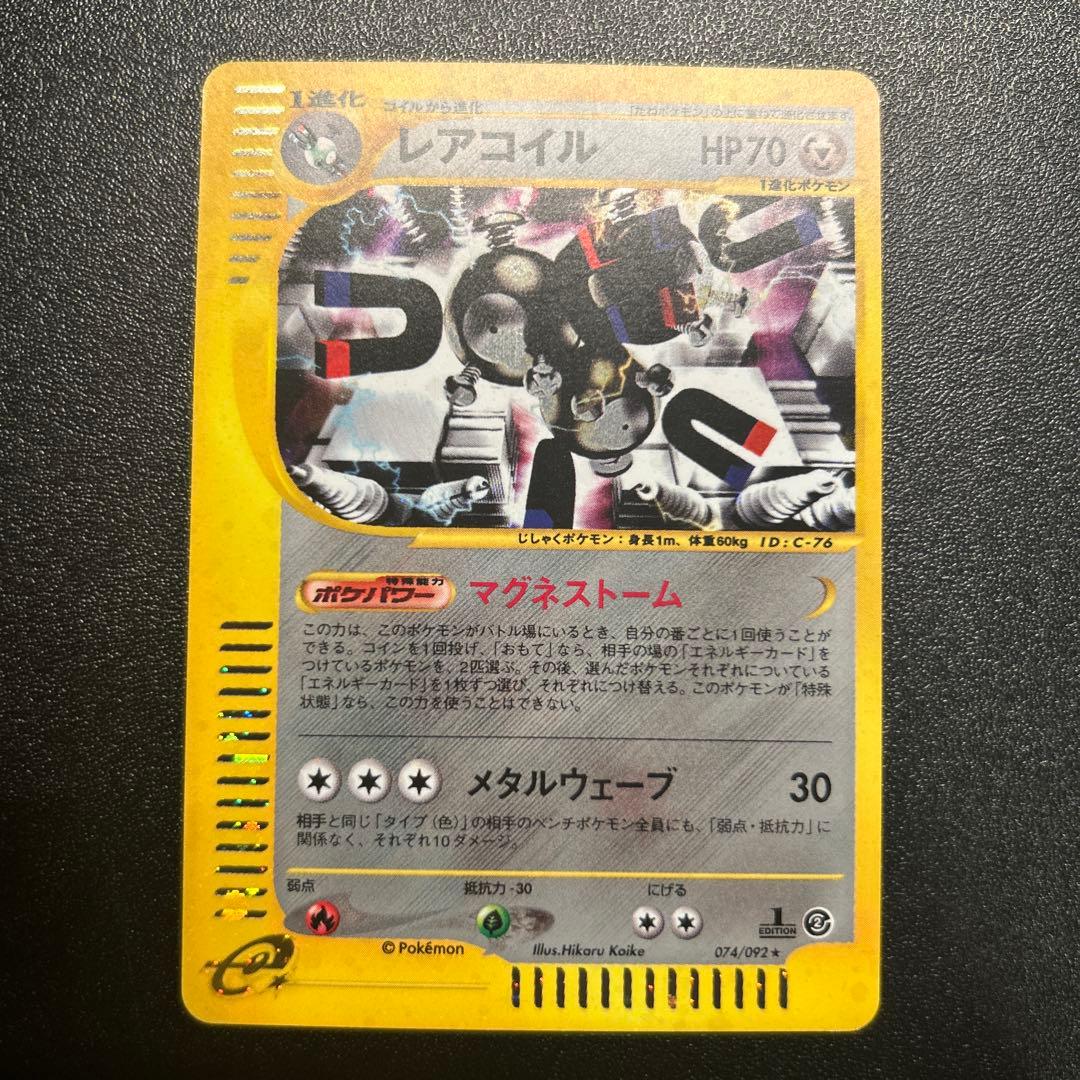 1進化
コイルから進化
「たねポケモン」の上に重ねて進化させます
レアコイル
HP70
1進化ポケモン
じしゃくポケモン：身長1m、体重60kg ID:C-76
特殊能力
ポケパワー マグネストーム
この力は、このポケモンがバトル場にいるとき、自分の番ごとに1回使うことが
できる。コインを1回投げ、「おもて」なら、相手の場の「エネルギーカード」を
つけているポケモンを、2匹選ぶ。その後、選んだポケモンそれぞれについている
「エネルギーカード」を1枚ずつ選び、それぞれにつけ替える。このポケモンが「特殊
状態」なら、この力を使うことはできない。
メタルウェーブ 30
相手と同じ「タイプ（色）」の相手のベンチポケモン全員にも、「弱点・抵抗力」に
関係なく、それぞれ10ダメージ。
弱点 抵抗力-30 にげる
1 EDITION 2
©Pokémon Illus.Hikaru Koike 074/092★
e